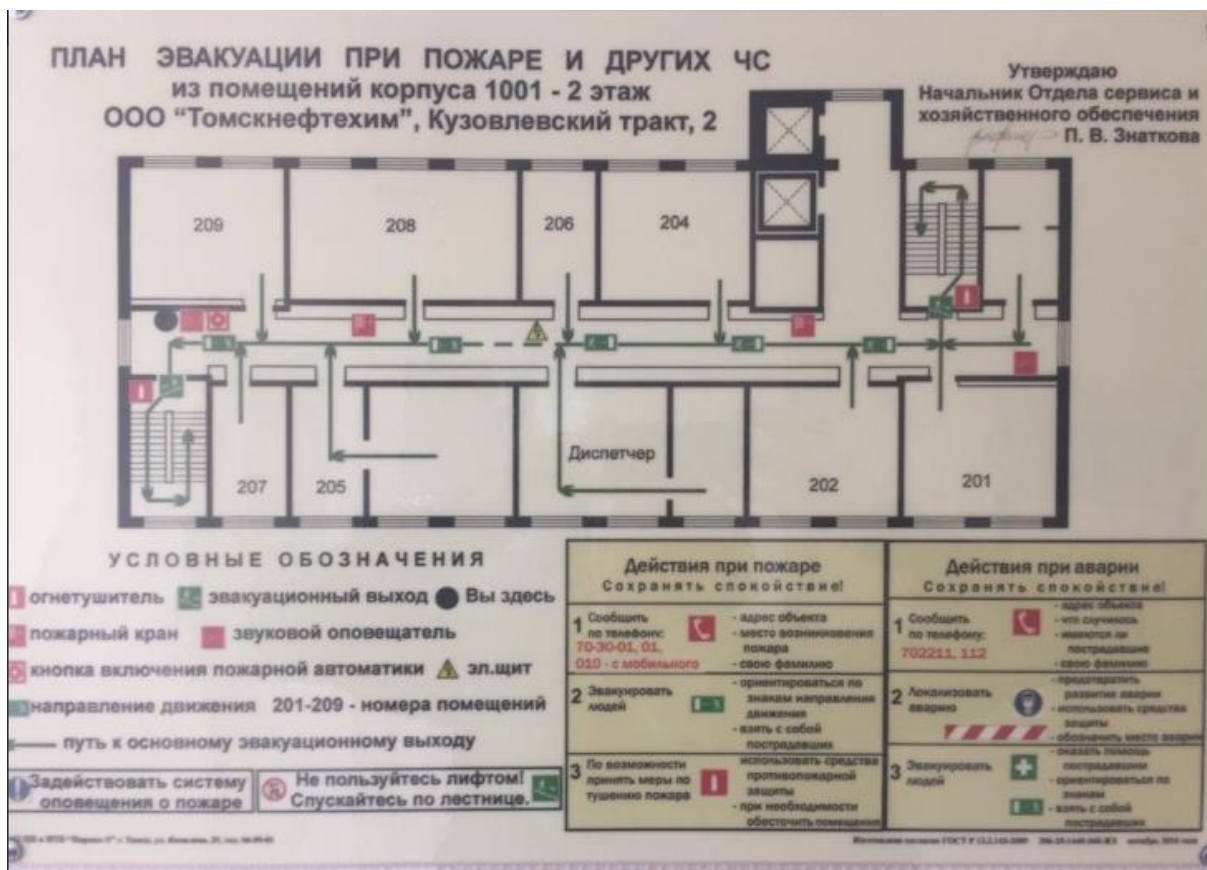 ПЛАН ЭВАКУАЦИИ ПРИ ПОЖАРЕ И ДРУГИХ ЧС
из помещений корпуса 1001 - 2 этаж
ООО “Томскнефтехим”, Кузовлевский тракт, 2
Утверждаю
Начальник Отдела сервиса и
хозяйственного обеспечения
П. В. Знаткова
209
208
206
204
Диспетчер
207
205
202
201
УСЛОВНЫЕ ОБОЗНАЧЕНИЯ
огнетушитель эвакуационный выход Вы здесь
пожарный кран звуковой оповещатель
кнопка включения пожарной автоматики эл.щит
направление движения 201-209 - номера помещений
путь к основному эвакуационному выходу
Задействовать систему
оповещения о пожаре
Не пользуйтесь лифтом!
Спускайтесь по лестнице.
Действия при пожаре
Сохранять спокойствие!
1 Сообщить
по телефону:
70-30-01, 01,
010 - с мобильного
- адрес объекта
- место возникновения
пожара
- свою фамилию
2 Эвакуировать
людей
- ориентироваться по
знакам направления
движения
- взять с собой
пострадавших
3 По возможности
принять меры по
тушению пожара
использовать средства
противопожарной
защиты
- при необходимости
обесточить помещения
Действия при аварии
Сохранять спокойствие!
1 Сообщить
по телефону:
702211, 112
- адрес объекта
- что случилось
- имеются ли
пострадавшие
- свою фамилию
2 Локализовать
аварию
- предотвратить
развитие аварии
- использовать средства
защиты
- обозначить место аварии
3 Эвакуировать
людей
- оказать помощь
пострадавшим
- ориентироваться по
знакам
- взять с собой
пострадавших